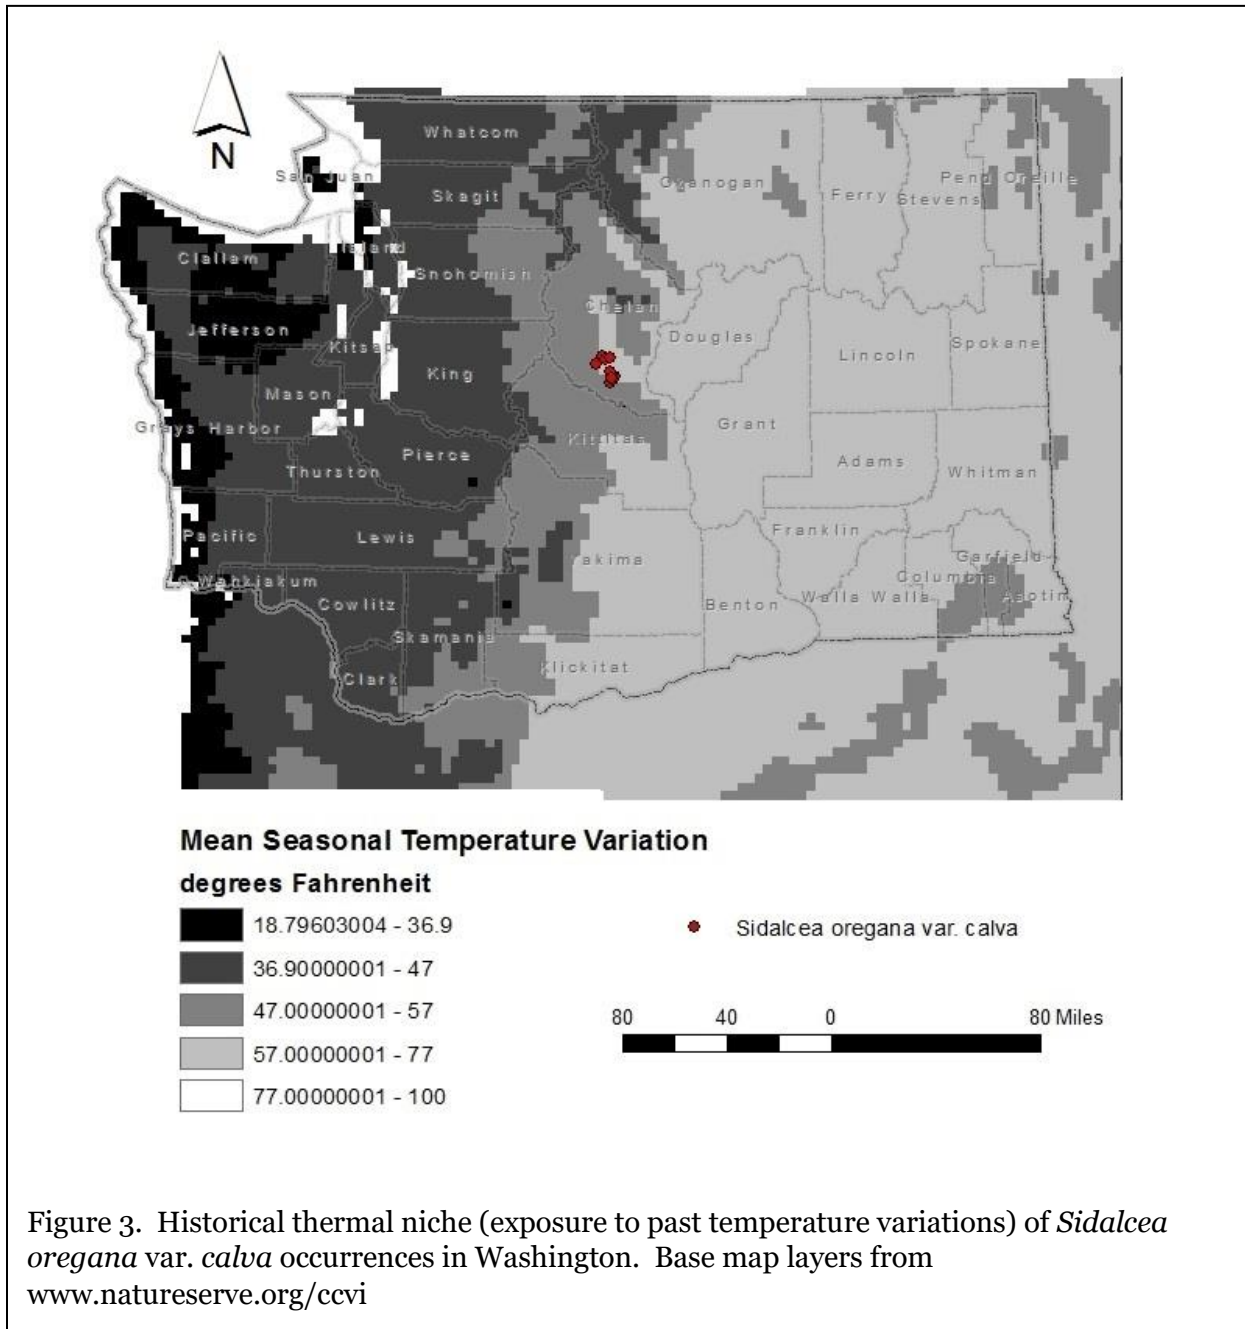 N
Whatcom
San Juan
Skagit
Okanogan
Ferry
Stevens
Pend Oreille
Island
Clallam
Snohomish
Chelan
Jefferson
Kitsap
Douglas
Lincoln
Spokane
King
Mason
Grays Harbor
Kittitas
Grant
Pierce
Thurston
Adams
Whitman
Pacific
Lewis
Yakima
Franklin
Garfield
Wahkiakum
Cowlitz
Columbia
Walla Walla
Asotin
Benton
Skamania
Klickitat
Clark
Mean Seasonal Temperature Variation
degrees Fahrenheit
18.79603004 - 36.9
36.90000001 - 47
47.00000001 - 57
57.00000001 - 77
77.00000001 - 100
Sidalcea oregana var. calva
80 40 0 80 Miles
Figure 3. Historical thermal niche (exposure to past temperature variations) of Sidalcea
oregana var. calva occurrences in Washington. Base map layers from
www.natureserve.org/ccvi